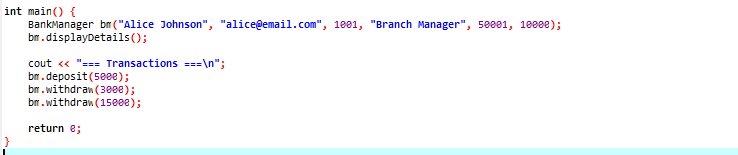 int main() {
BankManager bm("Alice Johnson", "alice@email.com", 1001, "Branch Manager", 50001, 10000);
bm.displayDetails();
cout << "=== Transactions ===\n";
bm.deposit(5000);
bm.withdraw(3000);
bm.withdraw(15000);
return 0;
}